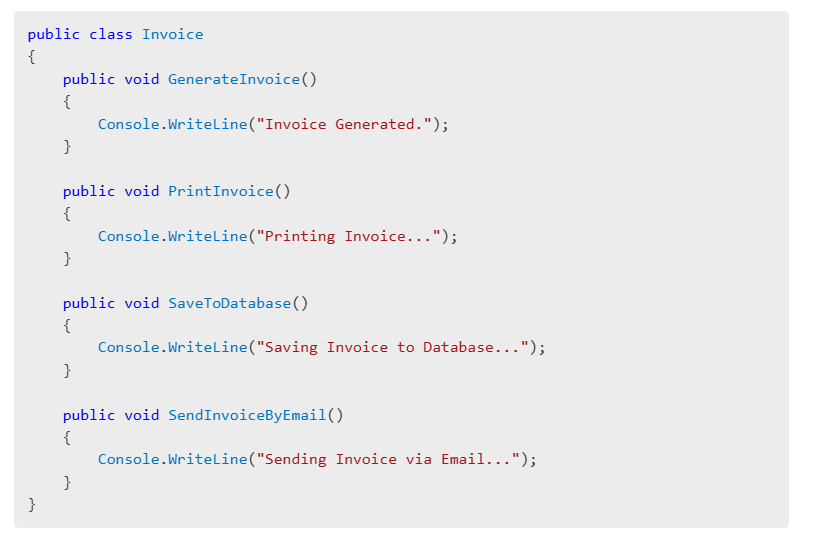 public class Invoice
{
    public void GenerateInvoice()
    {
        Console.WriteLine("Invoice Generated.");
    }

    public void PrintInvoice()
    {
        Console.WriteLine("Printing Invoice...");
    }

    public void SaveToDatabase()
    {
        Console.WriteLine("Saving Invoice to Database...");
    }

    public void SendInvoiceByEmail()
    {
        Console.WriteLine("Sending Invoice via Email...");
    }
}